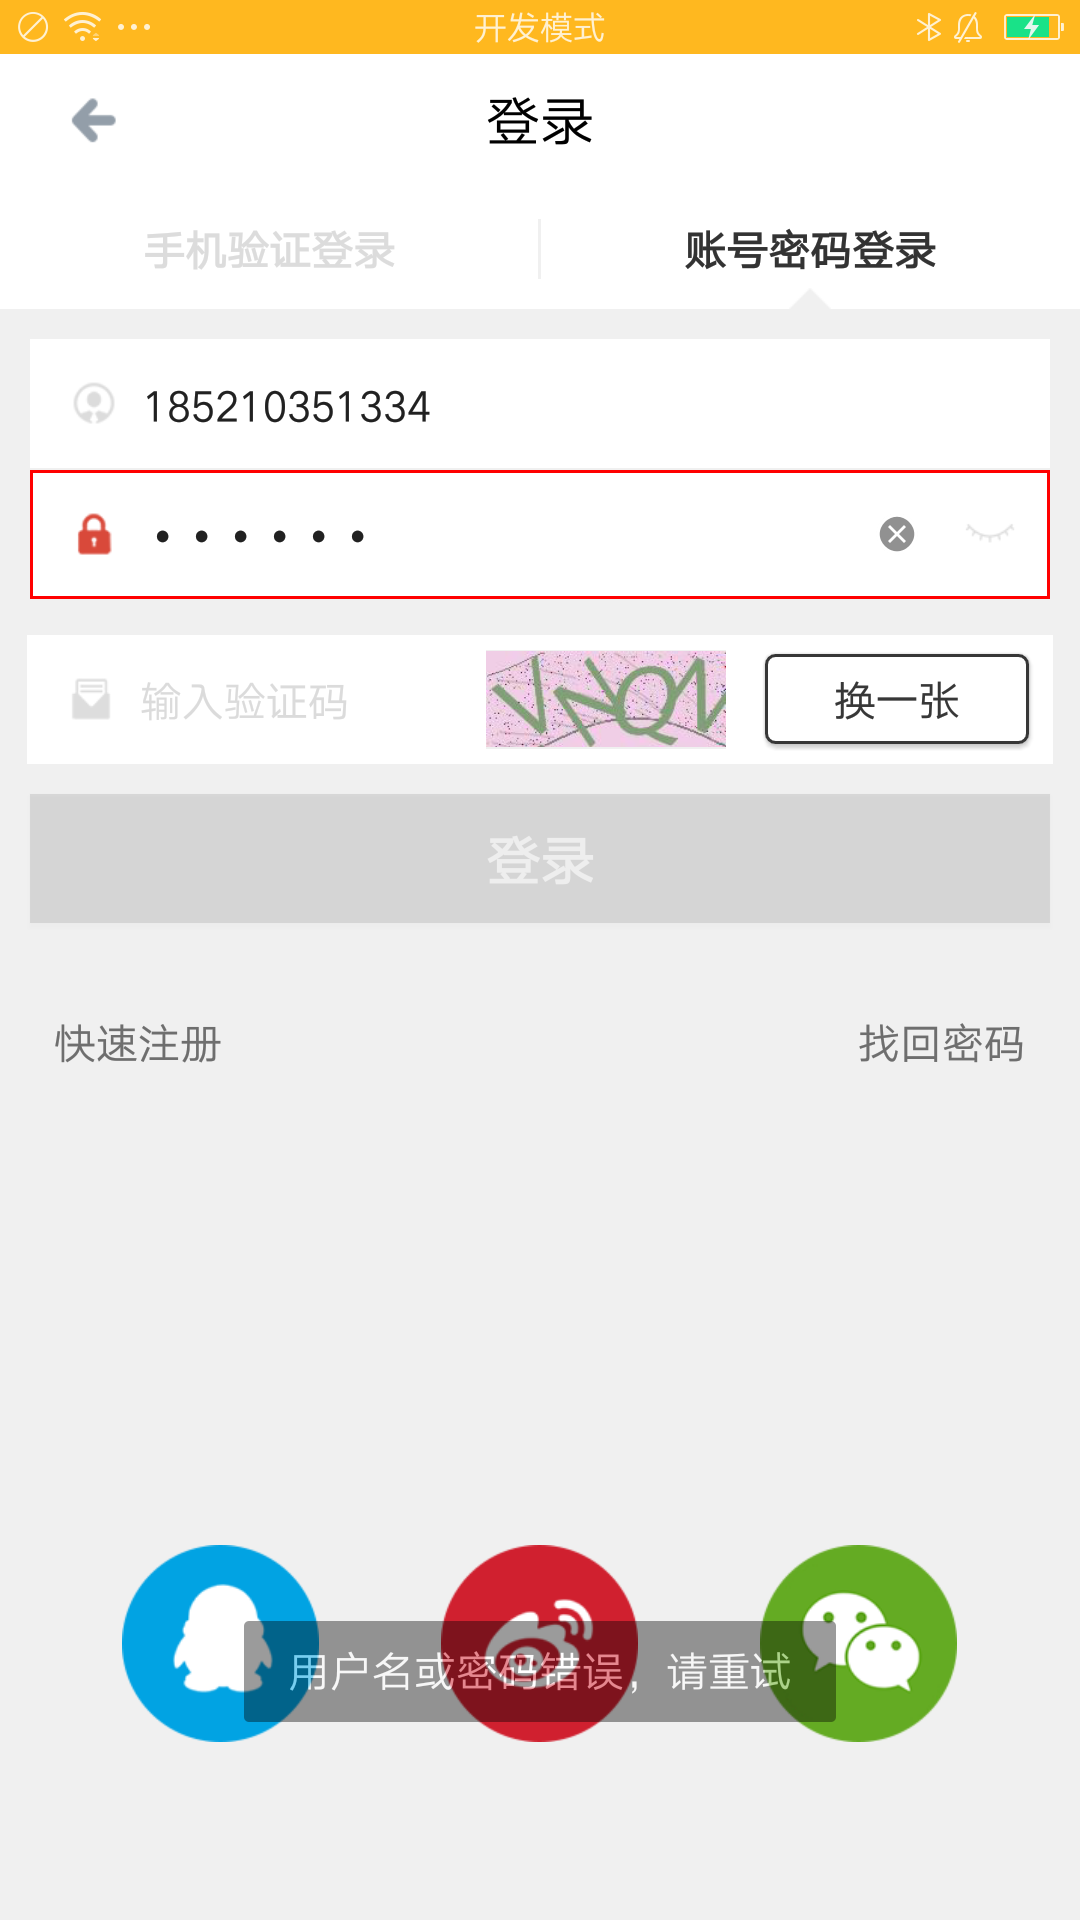 开发模式
登录
手机验证登录
账号密码登录
185210351334
输入验证码
VNQN
换一张
登录
快速注册
找回密码
用户名或密码错误，请重试